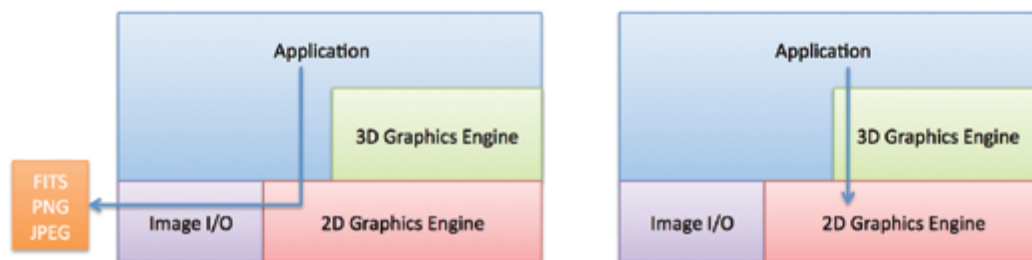 Application
3D Graphics Engine
FITS
PNG
JPEG
Image I/O
2D Graphics Engine
Application
3D Graphics Engine
Image I/O
2D Graphics Engine